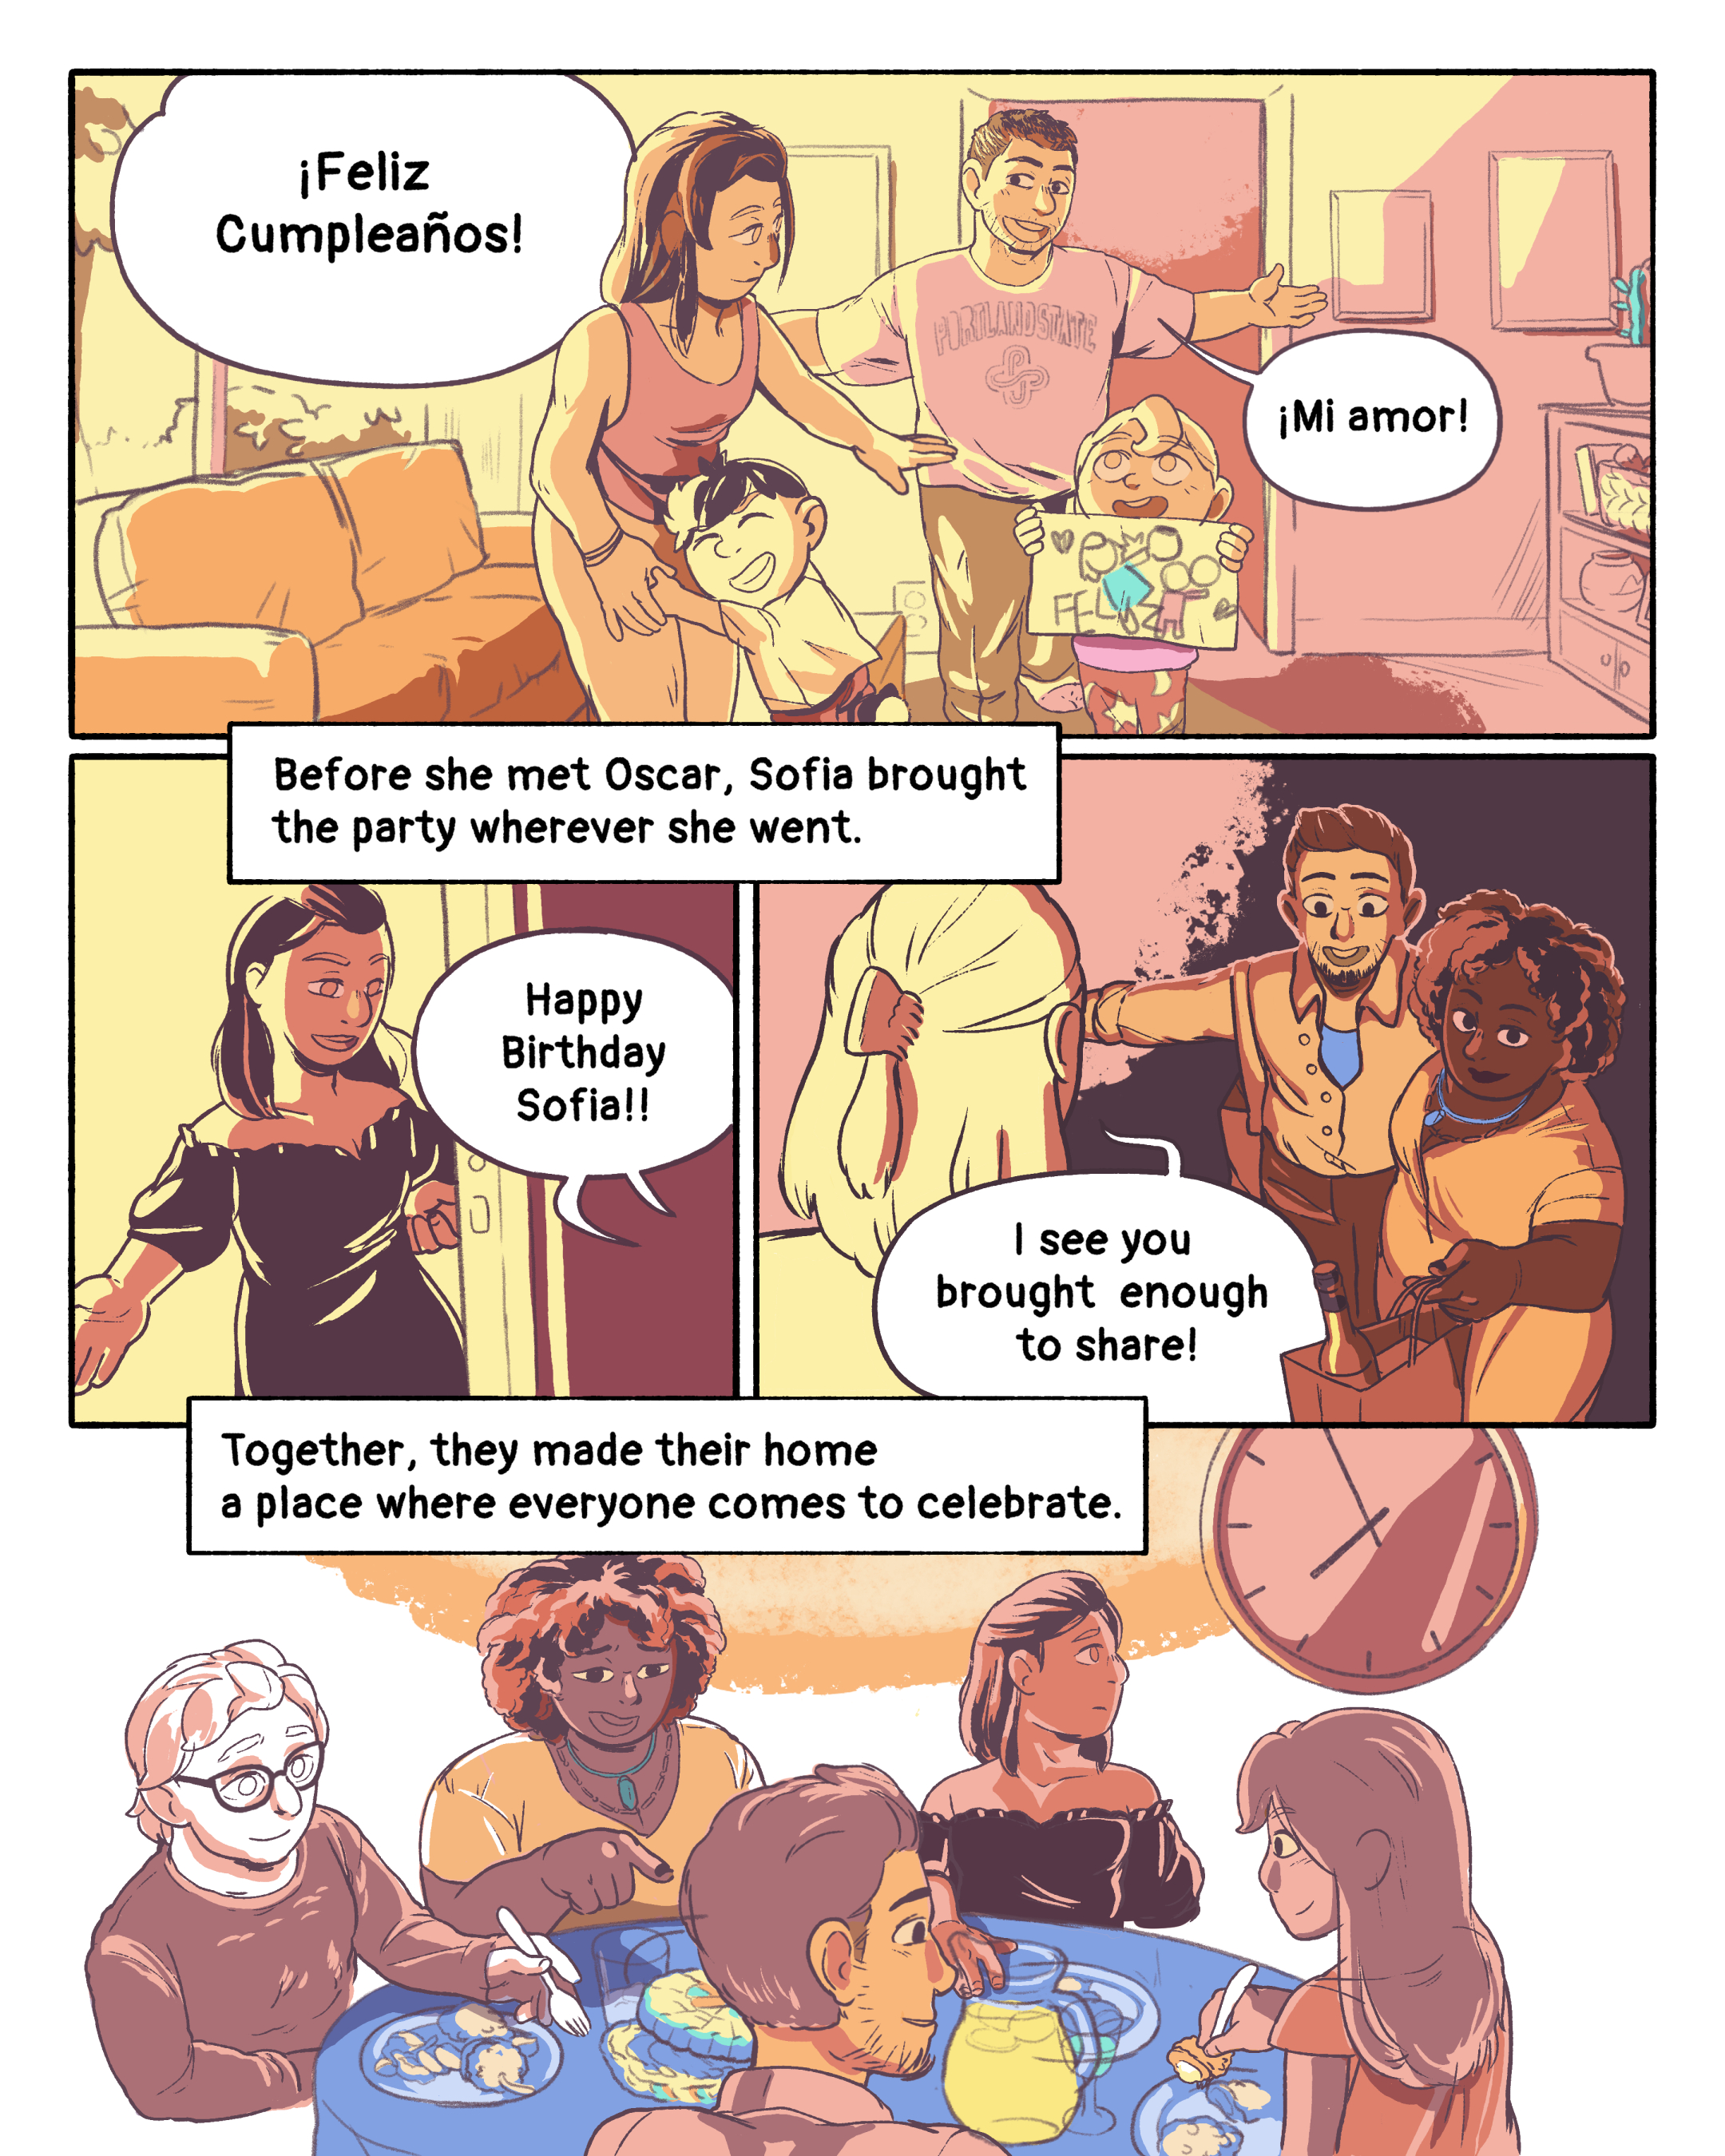 ¡Feliz
Cumpleaños!
PORTLAND STATE
¡Mi amor!
FELIZ
Before she met Oscar, Sofia brought
the party wherever she went.
Happy
Birthday
Sofia!!
I see you
brought enough
to share!
Together, they made their home
a place where everyone comes to celebrate.